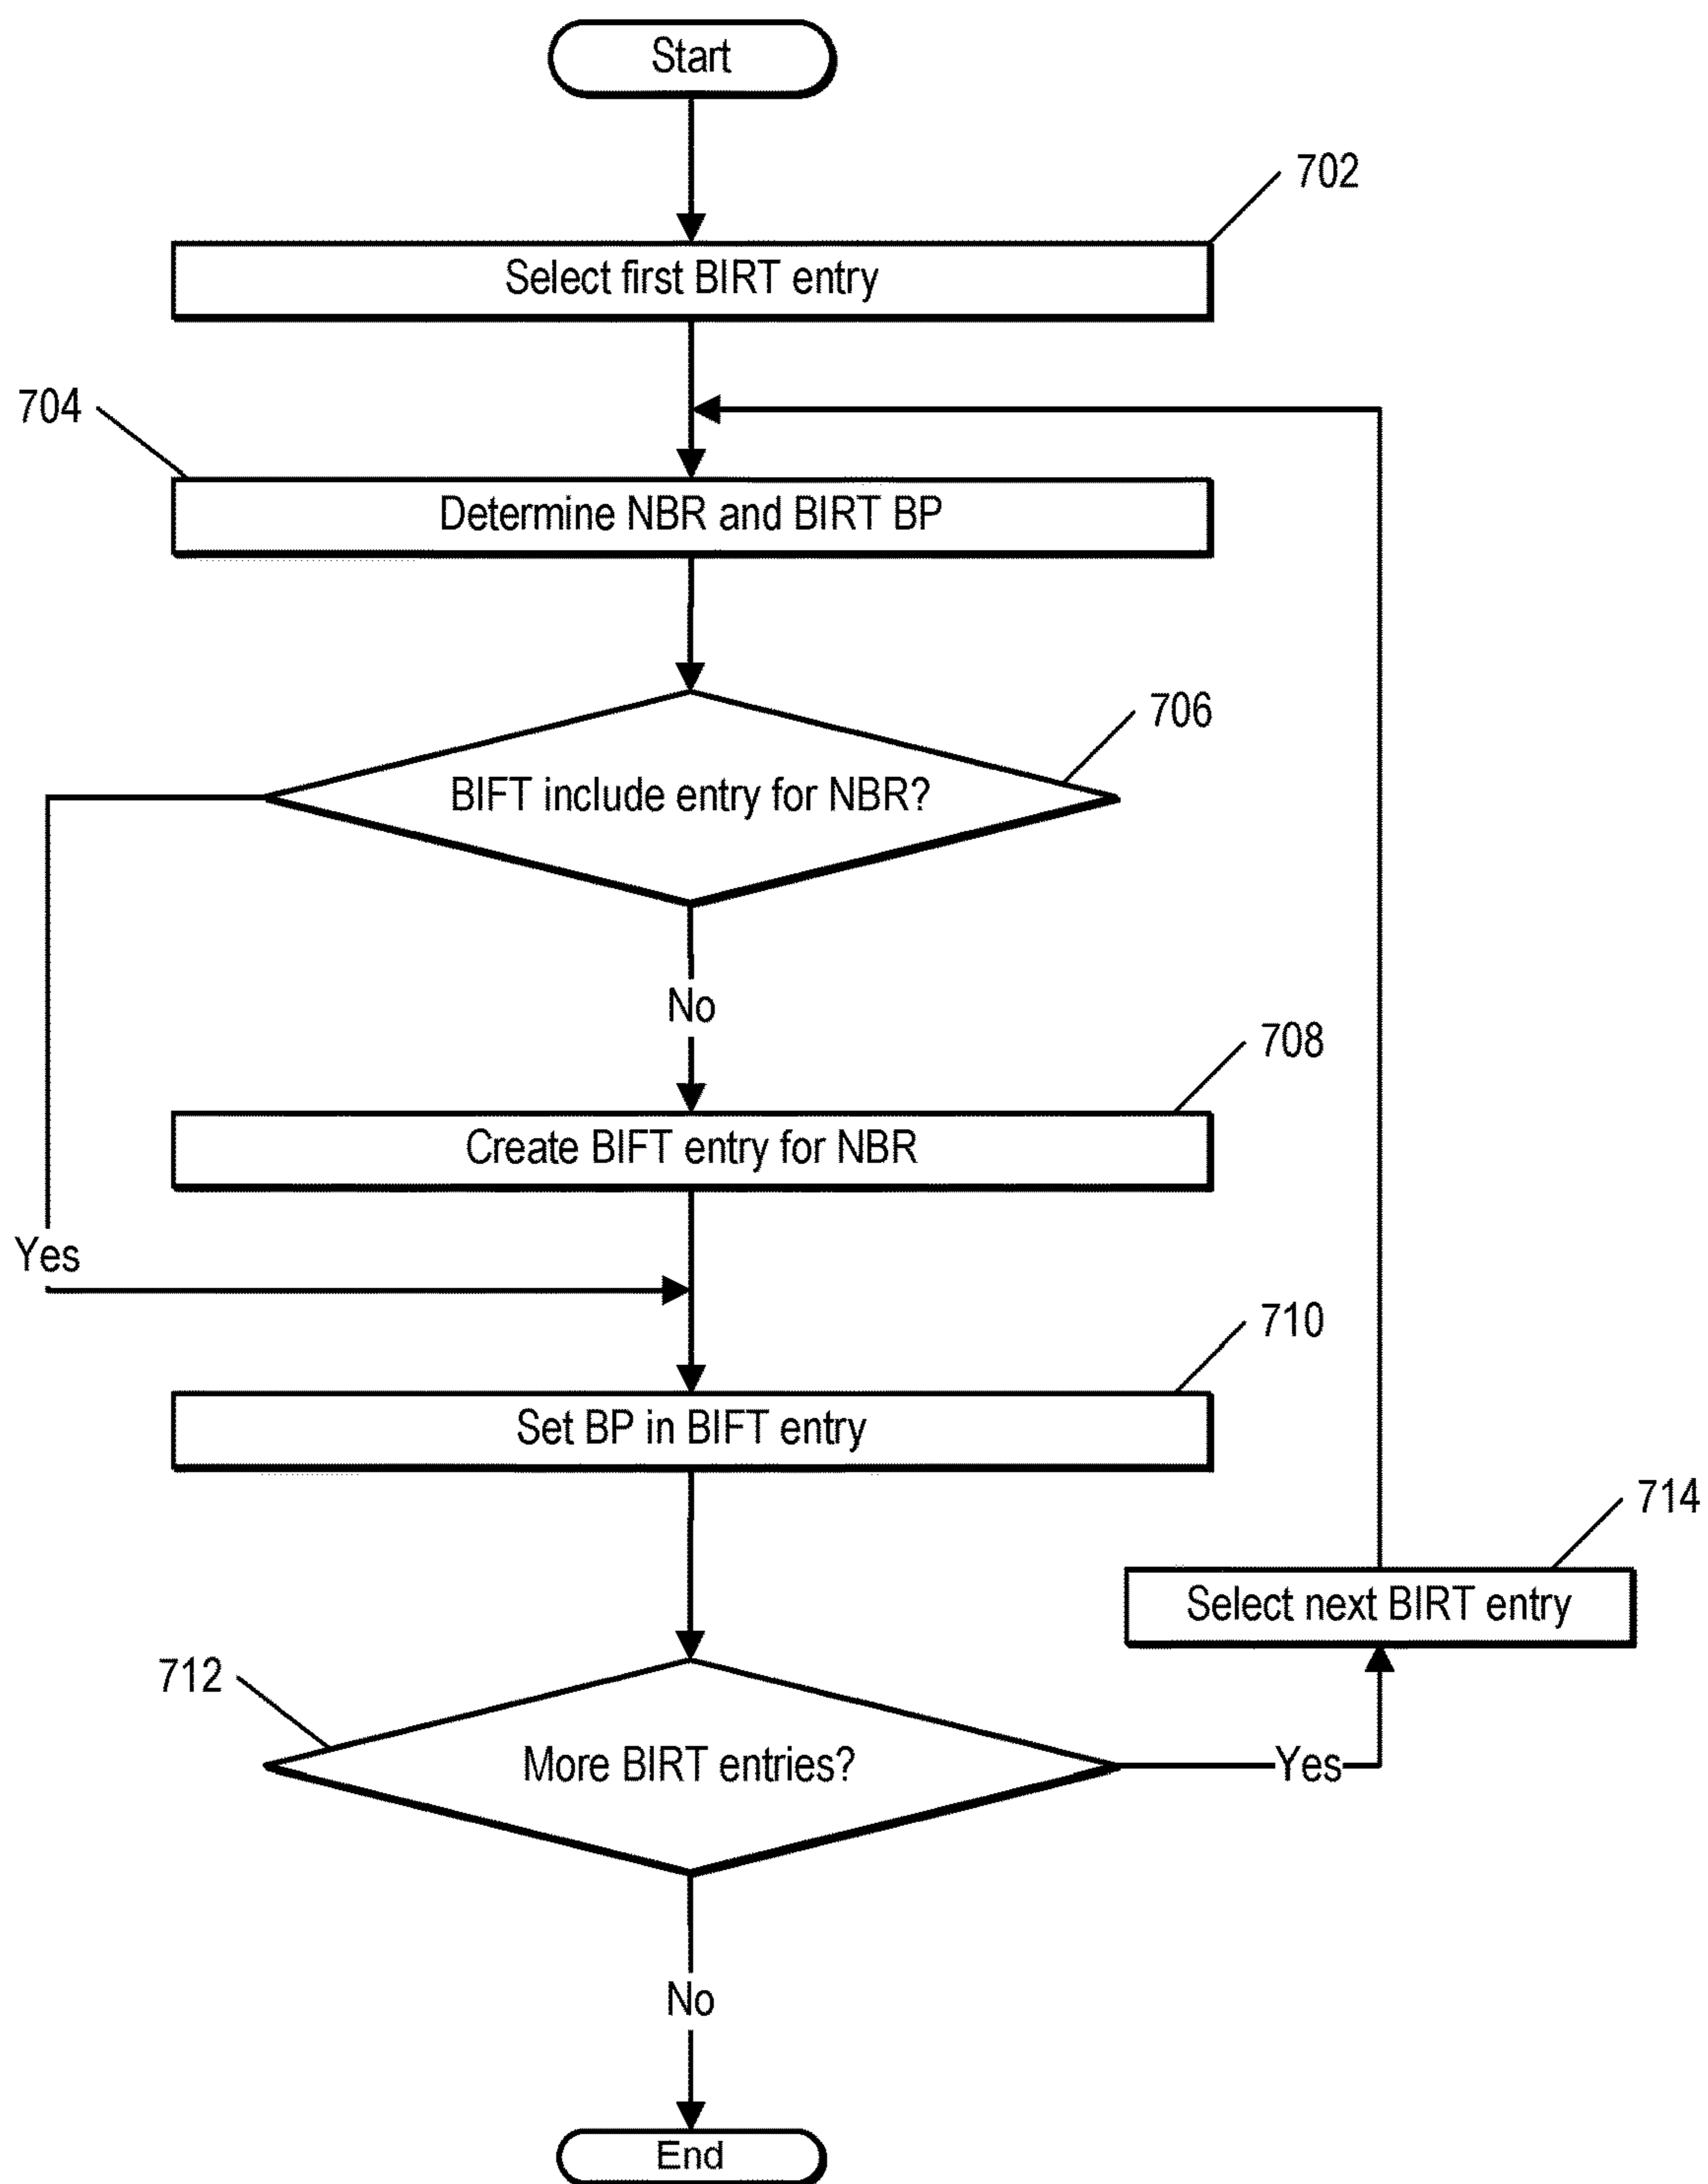 Start
702
Select first BIRT entry
704
Determine NBR and BIRT BP
706
BIFT include entry for NBR?
No
708
Create BIFT entry for NBR
Yes
710
Set BP in BIFT entry
714
Select next BIRT entry
712
More BIRT entries?
Yes
No
End